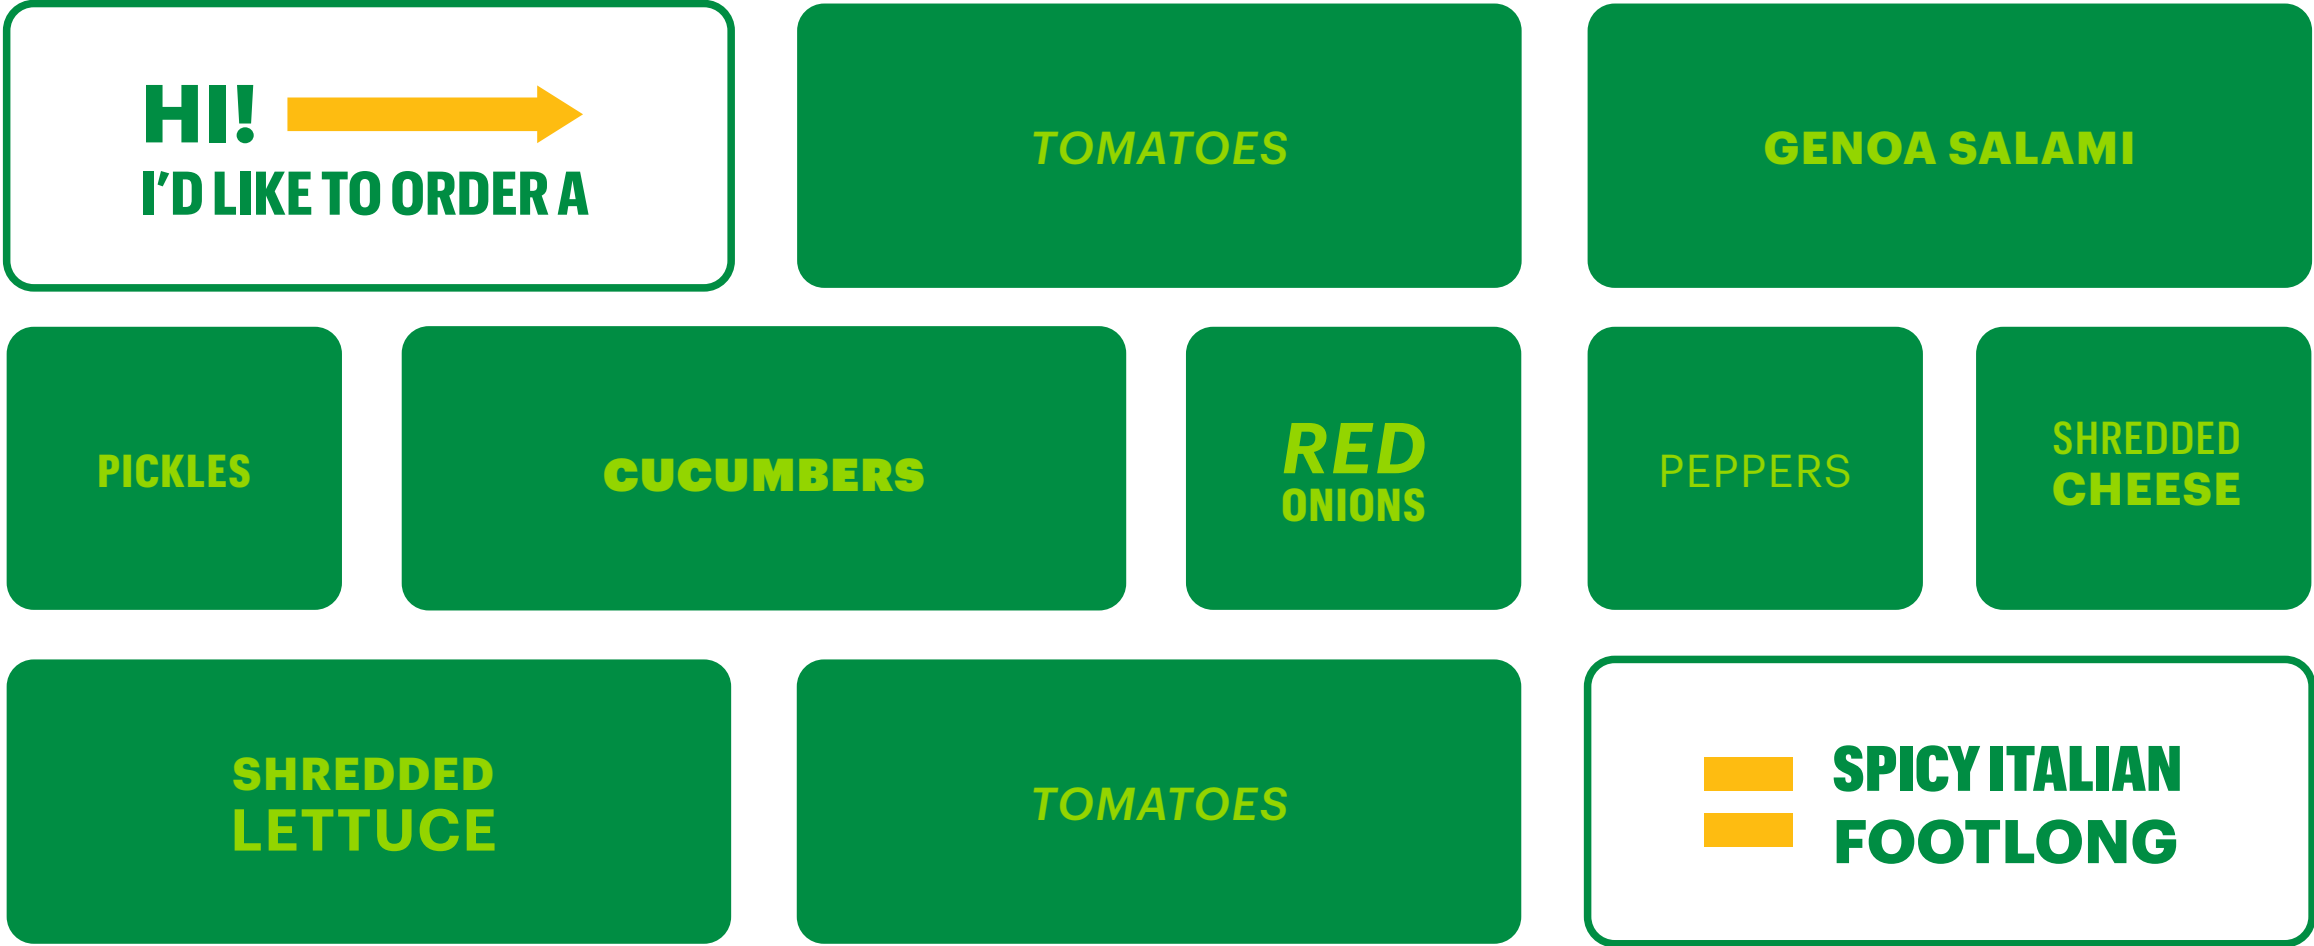 HI!
I'D LIKE TO ORDER A
TOMATOES
GENOA SALAMI
PICKLES
CUCUMBERS
RED
ONIONS
PEPPERS
SHREDDED
CHEESE
SHREDDED
LETTUCE
TOMATOES
SPICY ITALIAN
FOOTLONG